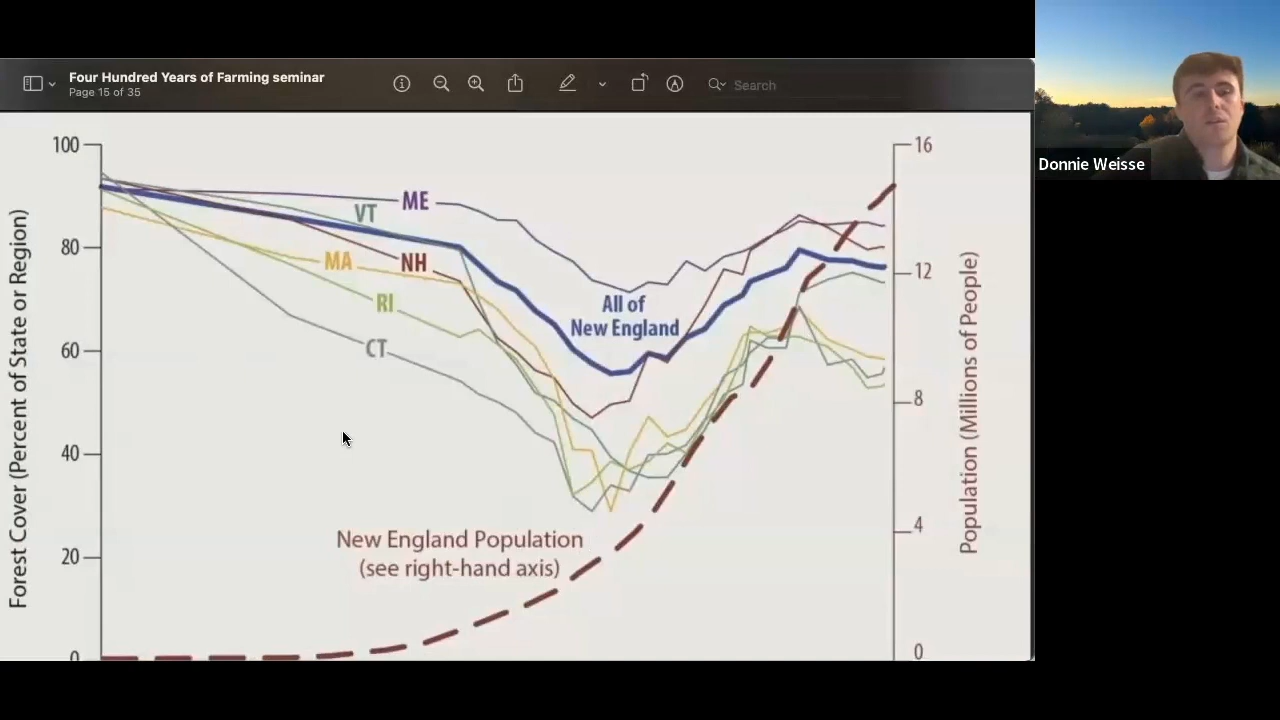 Four Hundred Years of Farming seminar
Page 15 of 35
Search
Donnie Weisse
100
80
60
40
20
0
Forest Cover (Percent of State or Region)
ME
VT
MA
NH
RI
CT
All of
New England
New England Population
(see right-hand axis)
16
12
8
4
0
Population (Millions of People)